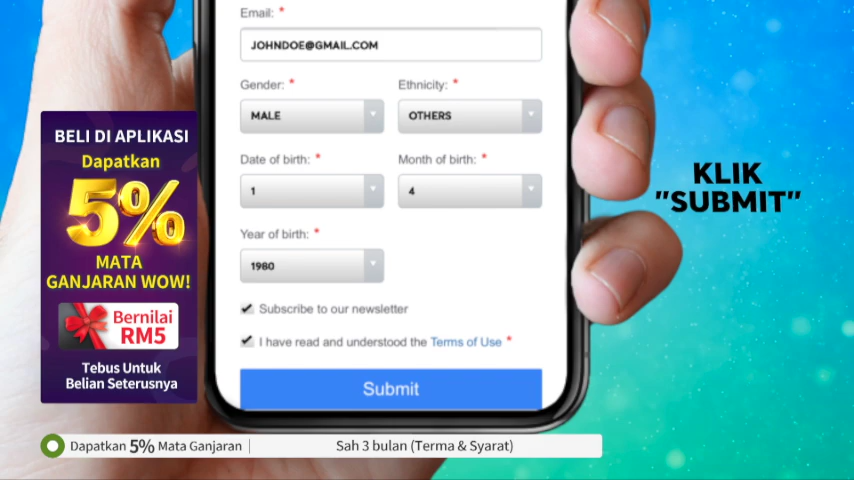 Email: *
JOHNDOE@GMAIL.COM
Gender: * Ethnicity: *
MALE OTHERS
Date of birth: * Month of birth: *
1 4
Year of birth: *
1980
Subscribe to our newsletter
I have read and understood the Terms of Use *
Submit
BELI DI APLIKASI
Dapatkan
5%
MATA
GANJARAN WOW!
Bernilai
RM5
Tebus Untuk
Belian Seterusnya
KLIK
"SUBMIT"
Dapatkan 5% Mata Ganjaran | Sah 3 bulan (Terma & Syarat)